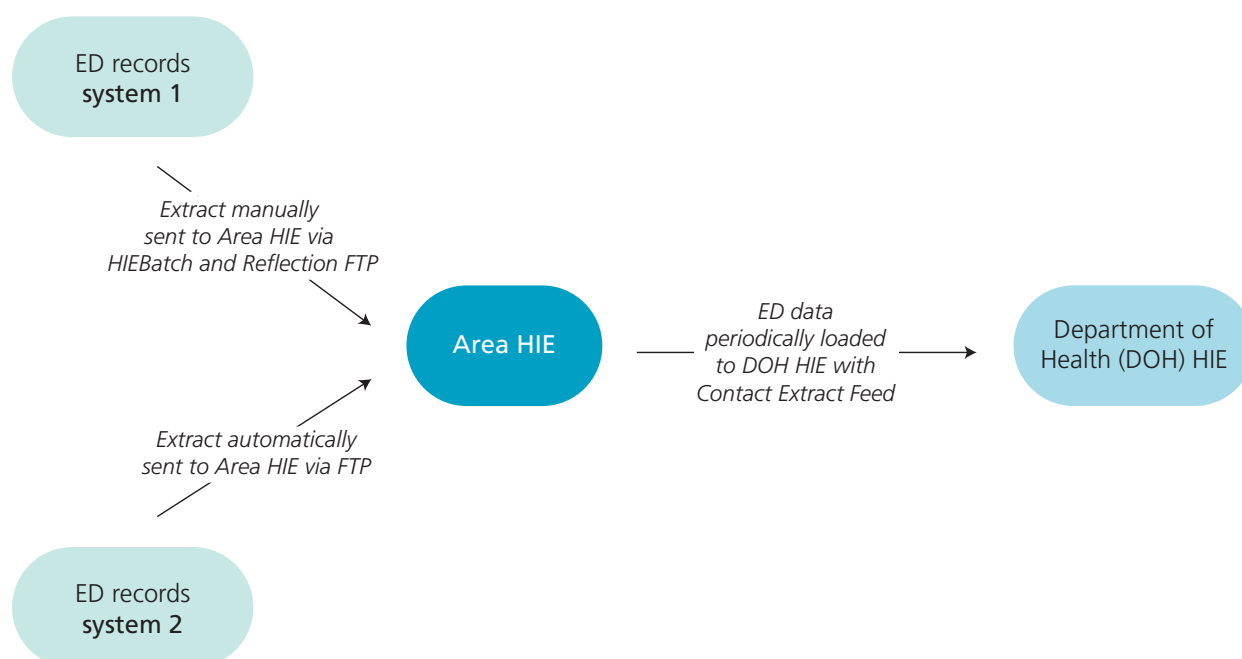 ED records
system 1
Extract manually
sent to Area HIE via
HIEBatch and Reflection FTP
Area HIE
ED data
periodically loaded
to DOH HIE with
Contact Extract Feed
Department of
Health (DOH) HIE
Extract automatically
sent to Area HIE via FTP
ED records
system 2